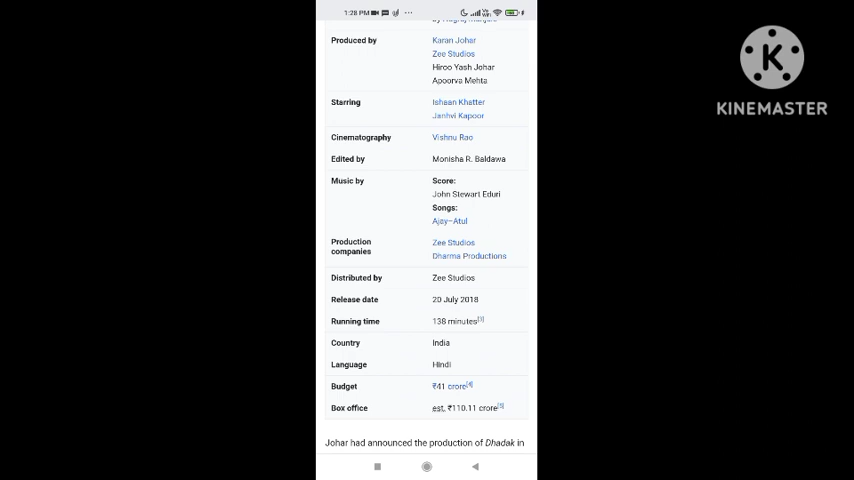 1:28 PM
KINEMASTER
Produced by Karan Johar
Zee Studios
Hiroo Yash Johar
Apoorva Mehta
Starring Ishaan Khatter
Janhvi Kapoor
Cinematography Vishnu Rao
Edited by Monisha R. Baldawa
Music by Score:
John Stewart Eduri
Songs:
Ajay–Atul
Production Zee Studios
companies Dharma Productions
Distributed by Zee Studios
Release date 20 July 2018
Running time 138 minutes[3]
Country India
Language Hindi
Budget ₹41 crore[4]
Box office est. ₹110.11 crore[5]
Johar had announced the production of Dhadak in